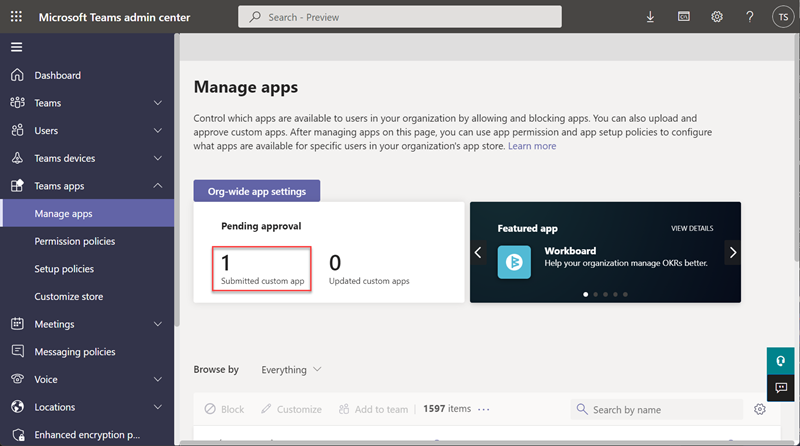 Microsoft Teams admin center
Search - Preview
TS
Dashboard
Teams
Users
Teams devices
Teams apps
Manage apps
Permission policies
Setup policies
Customize store
Meetings
Messaging policies
Voice
Locations
Enhanced encryption p...
Manage apps
Control which apps are available to users in your organization by allowing and blocking apps. You can also upload and
approve custom apps. After managing apps on this page, you can use app permission and app setup policies to configure
what apps are available for specific users in your organization's app store. Learn more
Org-wide app settings
Pending approval
1
Submitted custom app
0
Updated custom apps
Featured app
VIEW DETAILS
Workboard
Help your organization manage OKRs better.
Browse by
Everything
Block
Customize
Add to team
1597 items
Search by name